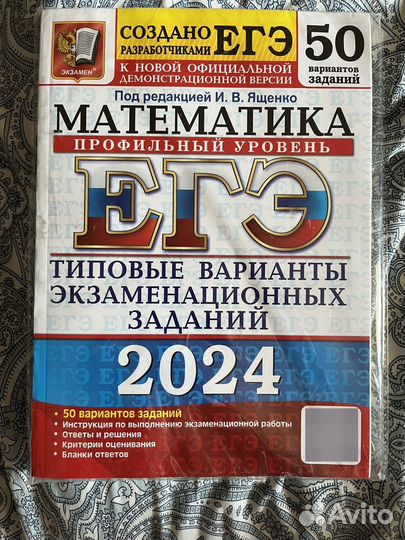 СОЗДАНО
РАЗРАБОТЧИКАМИ ЕГЭ
К НОВОЙ ОФИЦИАЛЬНОЙ
ДЕМОНСТРАЦИОННОЙ ВЕРСИИ
50
вариантов
заданий
ЭКЗАМЕН
Под редакцией И. В. Ященко
МАТЕМАТИКА
ПРОФИЛЬНЫЙ УРОВЕНЬ
ЕГЭ
ТИПОВЫЕ ВАРИАНТЫ
ЭКЗАМЕНАЦИОННЫХ
ЗАДАНИЙ
2024
• 50 вариантов заданий
• Инструкция по выполнению экзаменационной работы
• Ответы и решения
• Критерии оценивания
• Бланки ответов
Avito